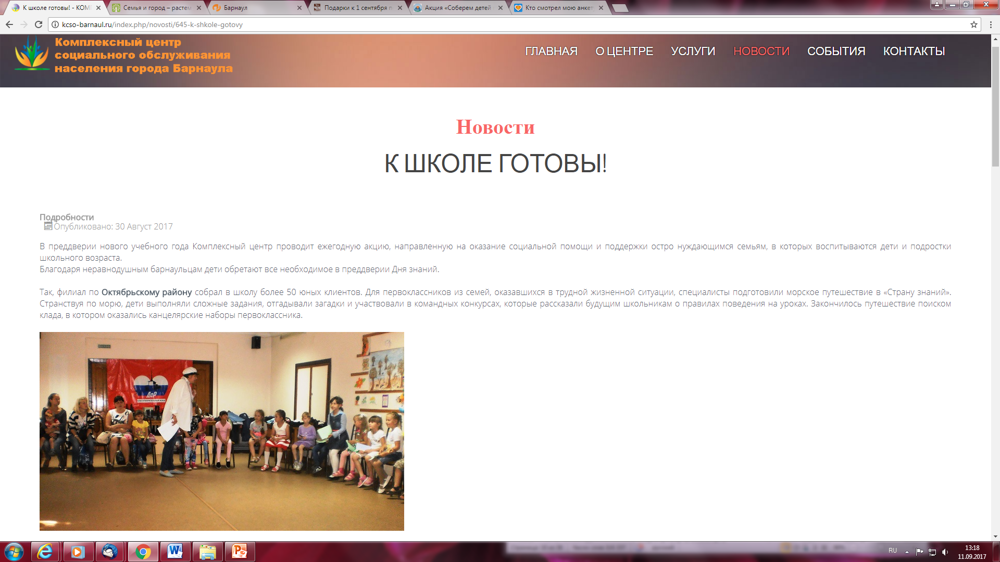 К школе готовы! - КОМП
Семья и город – растем
Барнаул
Подарки к 1 сентября п
Акция «Соберем детей
Кто смотрел мою анкет
kcso-barnaul.ru/index.php/novosti/645-k-shkole-gotovy
Комплексный центр
социального обслуживания
населения города Барнаула
ГЛАВНАЯ О ЦЕНТРЕ УСЛУГИ НОВОСТИ СОБЫТИЯ КОНТАКТЫ
Новости
К ШКОЛЕ ГОТОВЫ!
Подробности
Опубликовано: 30 Август 2017
В преддверии нового учебного года Комплексный центр проводит ежегодную акцию, направленную на оказание социальной помощи и поддержки остро нуждающимся семьям, в которых воспитываются дети и подростки
школьного возраста.
Благодаря неравнодушным барнаульцам дети обретают все необходимое в преддверии Дня знаний.
Так, филиал по Октябрьскому району собрал в школу более 50 юных клиентов. Для первоклассников из семей, оказавшихся в трудной жизненной ситуации, специалисты подготовили морское путешествие в «Страну знаний».
Странствуя по морю, дети выполняли сложные задания, отгадывали загадки и участвовали в командных конкурсах, которые рассказали будущим школьникам о правилах поведения на уроках. Закончилось путешествие поиском
клада, в котором оказались канцелярские наборы первоклассника.
ДаР
RU
13:18
11.09.2017